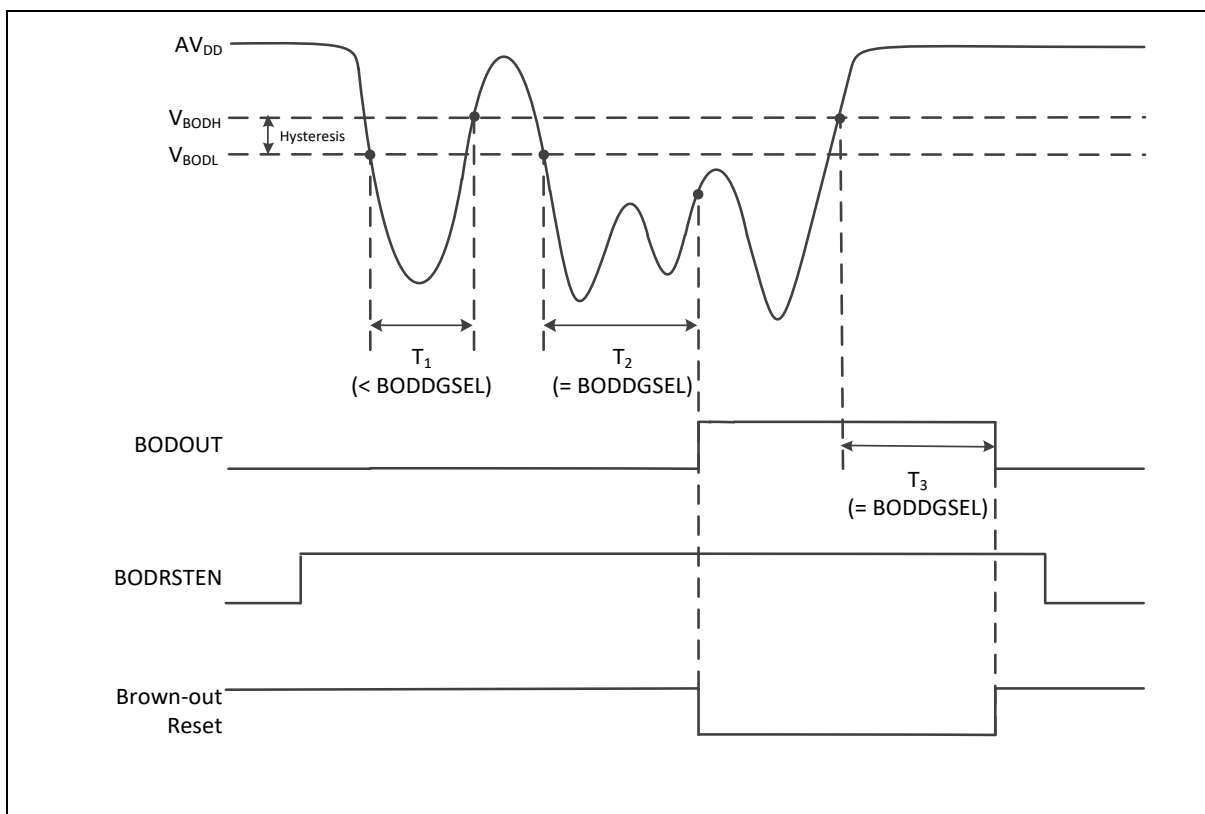 AVDD
VBODH
Hysteresis
VBODL
T1
(< BODDGSEL)
T2
(= BODDGSEL)
BODOUT
T3
(= BODDGSEL)
BODRSTEN
Brown-out
Reset